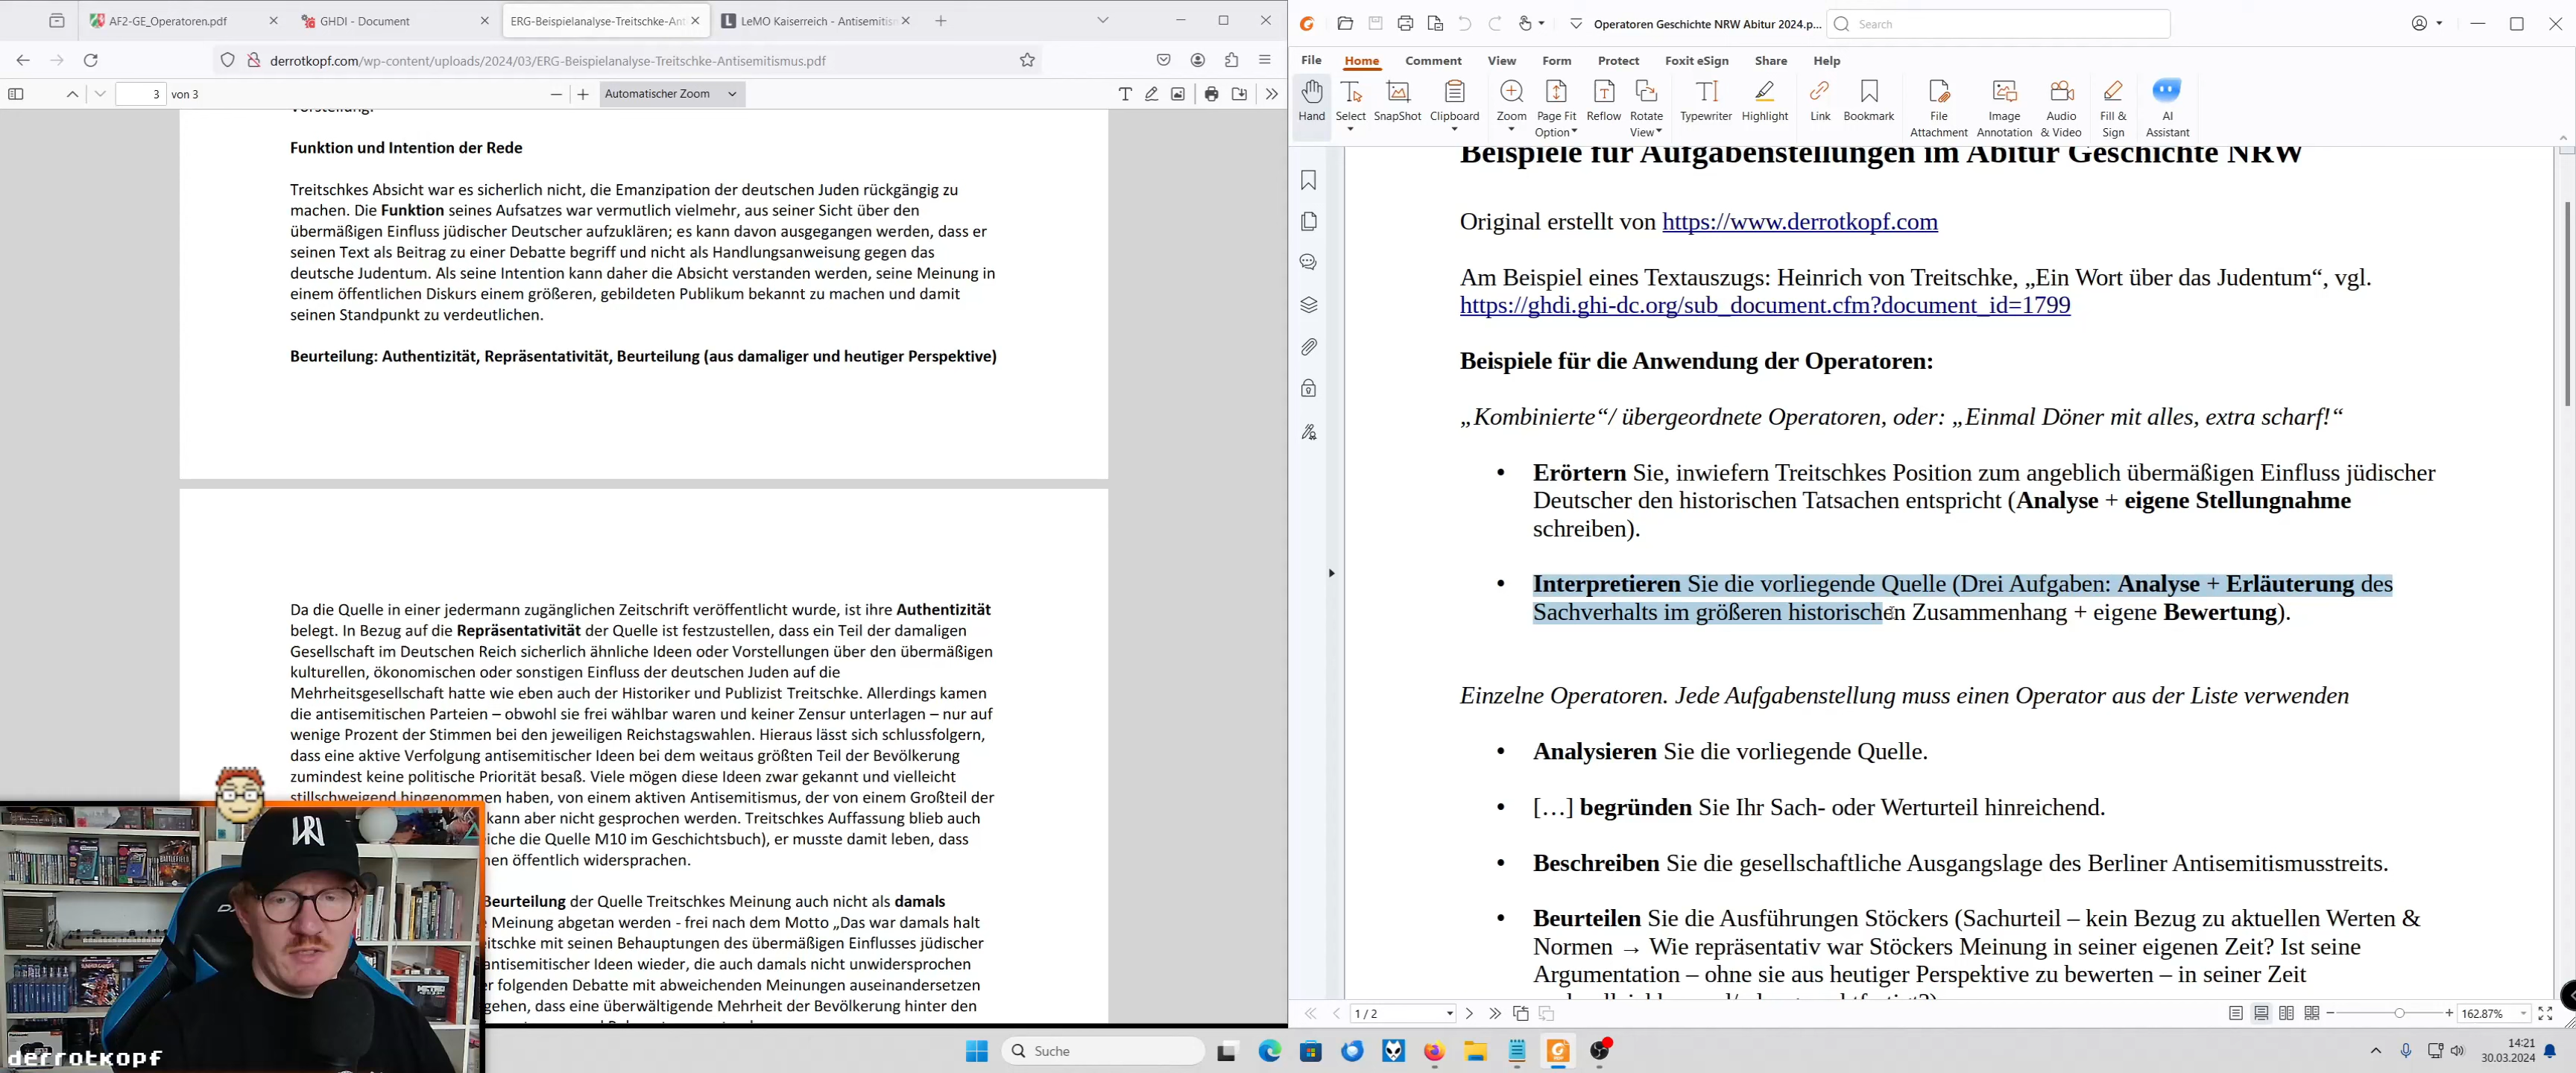 AF2-GE_Operatoren.pdf
GHDI - Document
ERG-Beispielanalyse-Treitschke-Ant
LeMO Kaiserreich - Antisemitis
derrotkopf.com/wp-content/uploads/2024/03/ERG-Beispielanalyse-Treitschke-Antisemitismus.pdf
3 von 3
Automatischer Zoom
Vorstellung.
Funktion und Intention der Rede
Treitschkes Absicht war es sicherlich nicht, die Emanzipation der deutschen Juden rückgängig zu
machen. Die Funktion seines Aufsatzes war vermutlich vielmehr, aus seiner Sicht über den
übermäßigen Einfluss jüdischer Deutscher aufzuklären; es kann davon ausgegangen werden, dass er
seinen Text als Beitrag zu einer Debatte begriff und nicht als Handlungsanweisung gegen das
deutsche Judentum. Als seine Intention kann daher die Absicht verstanden werden, seine Meinung in
einem öffentlichen Diskurs einem größeren, gebildeten Publikum bekannt zu machen und damit
seinen Standpunkt zu verdeutlichen.
Beurteilung: Authentizität, Repräsentativität, Beurteilung (aus damaliger und heutiger Perspektive)
Da die Quelle in einer jedermann zugänglichen Zeitschrift veröffentlicht wurde, ist ihre Authentizität
belegt. In Bezug auf die Repräsentativität der Quelle ist festzustellen, dass ein Teil der damaligen
Gesellschaft im Deutschen Reich sicherlich ähnliche Ideen oder Vorstellungen über den übermäßigen
kulturellen, ökonomischen oder sonstigen Einfluss der deutschen Juden auf die
Mehrheitsgesellschaft hatte wie eben auch der Historiker und Publizist Treitschke. Allerdings kamen
die antisemitischen Parteien – obwohl sie frei wählbar waren und keiner Zensur unterlagen – nur auf
wenige Prozent der Stimmen bei den jeweiligen Reichstagswahlen. Hieraus lässt sich schlussfolgern,
dass eine aktive Verfolgung antisemitischer Ideen bei dem weitaus größten Teil der Bevölkerung
zumindest keine politische Priorität besaß. Viele mögen diese Ideen zwar gekannt und vielleicht
stillschweigend hingenommen haben, von einem aktiven Antisemitismus, der von einem Großteil der
kann aber nicht gesprochen werden. Treitschkes Auffassung blieb auch
iche die Quelle M10 im Geschichtsbuch), er musste damit leben, dass
en öffentlich widersprachen.
Beurteilung der Quelle Treitschkes Meinung auch nicht als damals
Meinung abgetan werden - frei nach dem Motto „Das war damals halt
eitschke mit seinen Behauptungen des übermäßigen Einflusses jüdischer
antisemitischer Ideen wieder, die auch damals nicht unwidersprochen
er folgenden Debatte mit abweichenden Meinungen auseinandersetzen
gehen, dass eine überwältigende Mehrheit der Bevölkerung hinter den
derrotkopf
Operatoren Geschichte NRW Abitur 2024.p...
Search
File Home Comment View Form Protect Foxit eSign Share Help
Hand Select SnapShot Clipboard Zoom Page Fit Option Reflow Rotate View Typewriter Highlight Link Bookmark File Attachment Image Annotation Audio & Video Fill & Sign AI Assistant
Beispiele für Aufgabenstellungen im Abitur Geschichte NRW
Original erstellt von https://www.derrotkopf.com
Am Beispiel eines Textauszugs: Heinrich von Treitschke, „Ein Wort über das Judentum“, vgl.
https://ghdi.ghi-dc.org/sub_document.cfm?document_id=1799
Beispiele für die Anwendung der Operatoren:
„Kombinierte“/ übergeordnete Operatoren, oder: „Einmal Döner mit alles, extra scharf!“
• Erörtern Sie, inwiefern Treitschkes Position zum angeblich übermäßigen Einfluss jüdischer
Deutscher den historischen Tatsachen entspricht (Analyse + eigene Stellungnahme
schreiben).
• Interpretieren Sie die vorliegende Quelle (Drei Aufgaben: Analyse + Erläuterung des
Sachverhalts im größeren historischen Zusammenhang + eigene Bewertung).
Einzelne Operatoren. Jede Aufgabenstellung muss einen Operator aus der Liste verwenden
• Analysieren Sie die vorliegende Quelle.
• […] begründen Sie Ihr Sach- oder Werturteil hinreichend.
• Beschreiben Sie die gesellschaftliche Ausgangslage des Berliner Antisemitismusstreits.
• Beurteilen Sie die Ausführungen Stöckers (Sachurteil – kein Bezug zu aktuellen Werten &
Normen → Wie repräsentativ war Stöckers Meinung in seiner eigenen Zeit? Ist seine
Argumentation – ohne sie aus heutiger Perspektive zu bewerten – in seiner Zeit
1 / 2
162.87%
Suche
14:21
30.03.2024